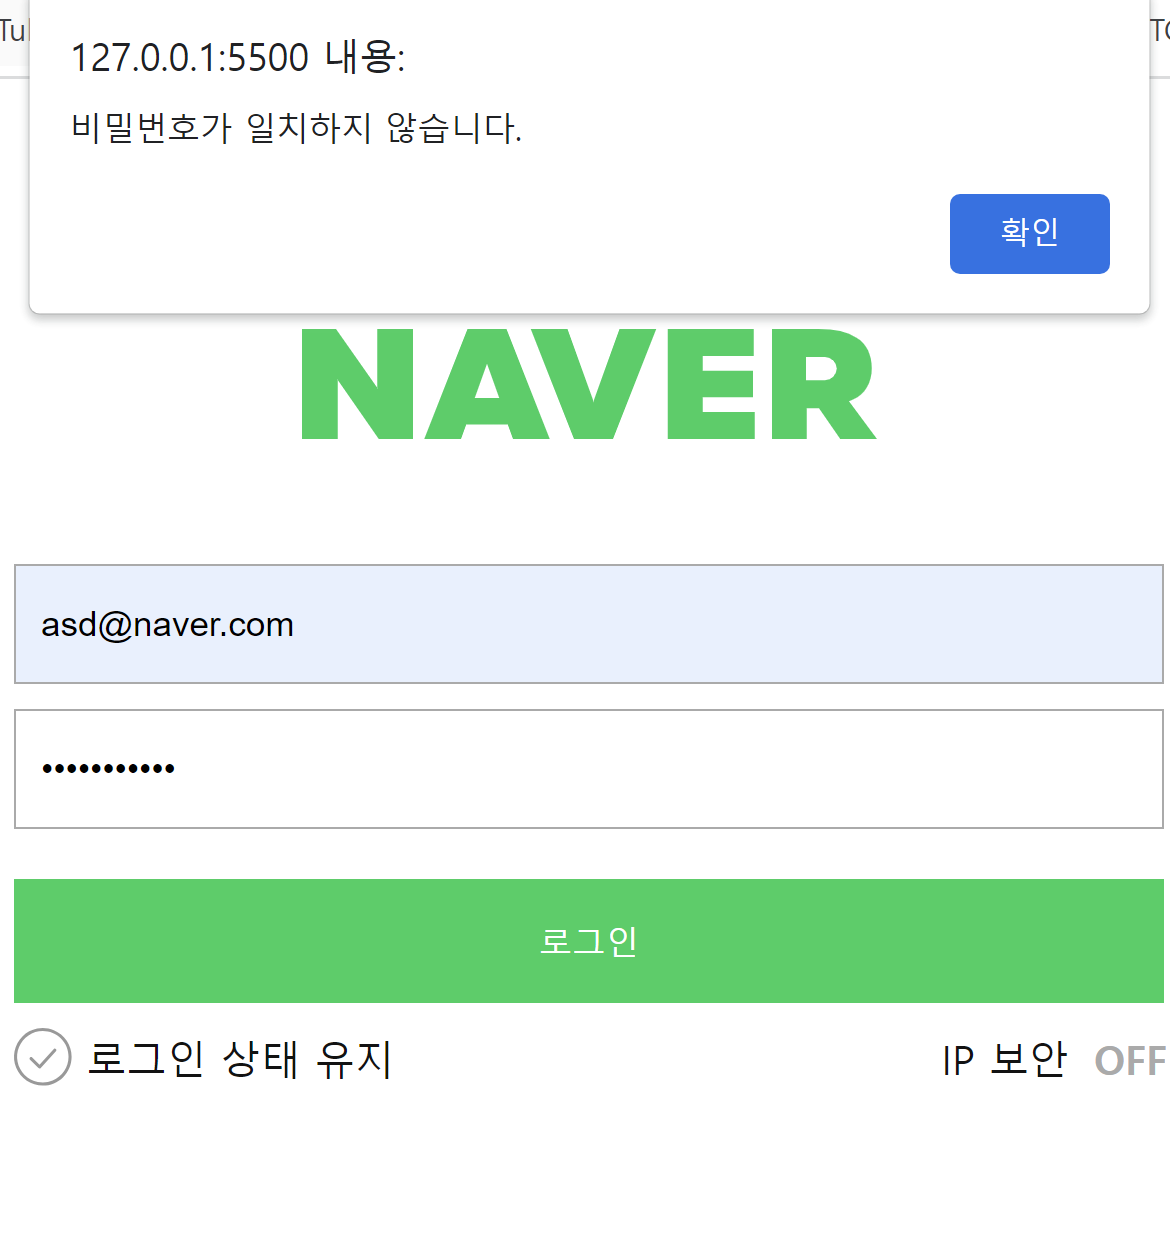 127.0.0.1:5500 내용:
비밀번호가 일치하지 않습니다.
확인
NAVER
asd@naver.com
•••••••••••
로그인
로그인 상태 유지
IP 보안 OFF